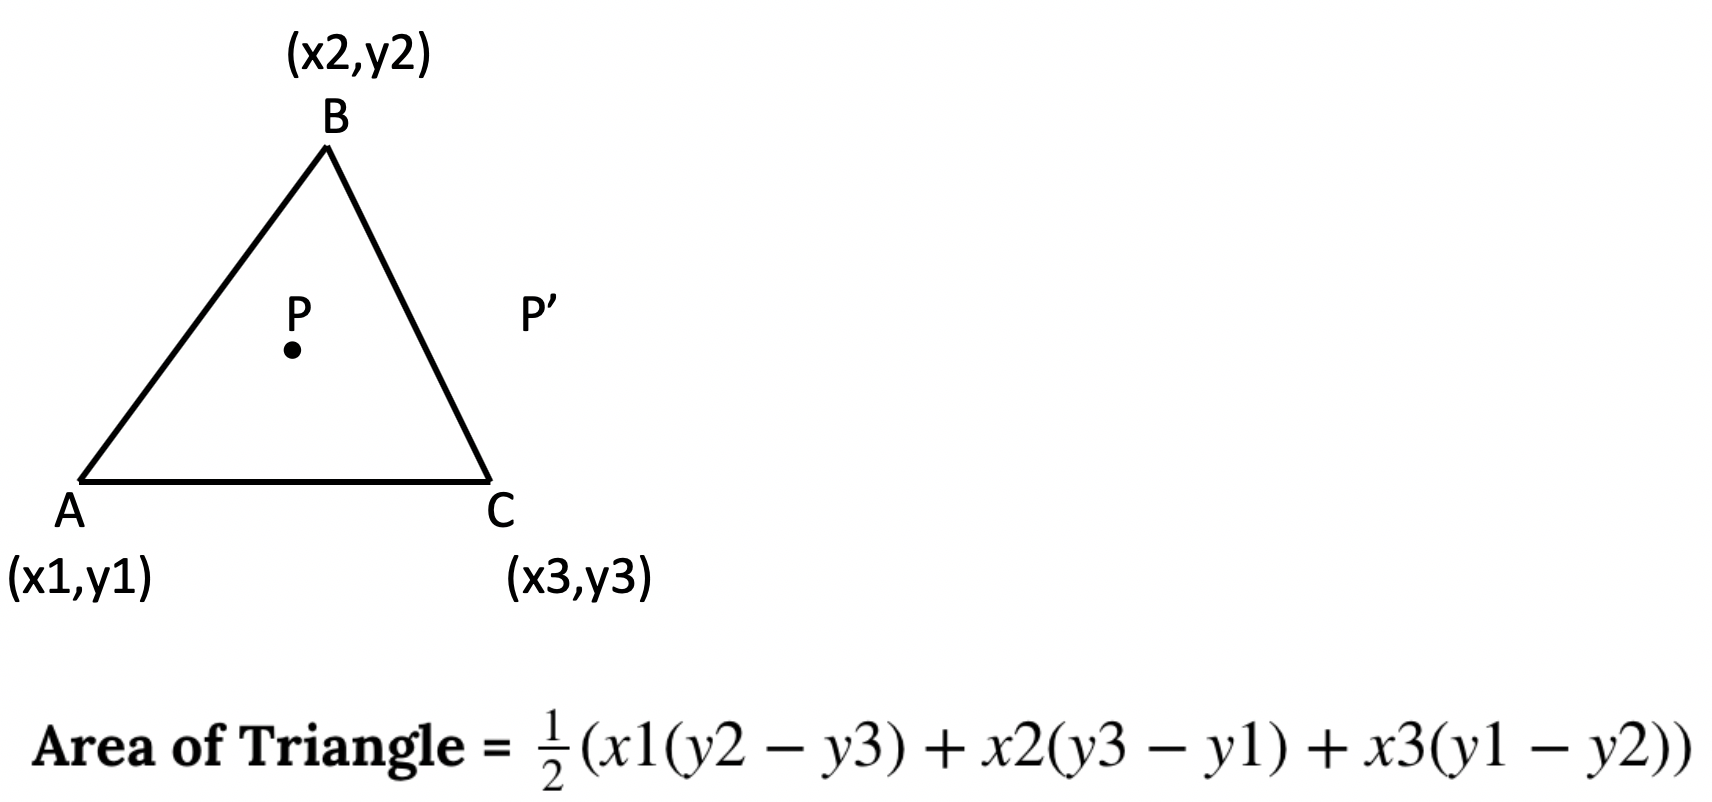 (x2,y2)
B
P P’
A C
(x1,y1) (x3,y3)
Area of Triangle = 1/2 (x1(y2 − y3) + x2(y3 − y1) + x3(y1 − y2))